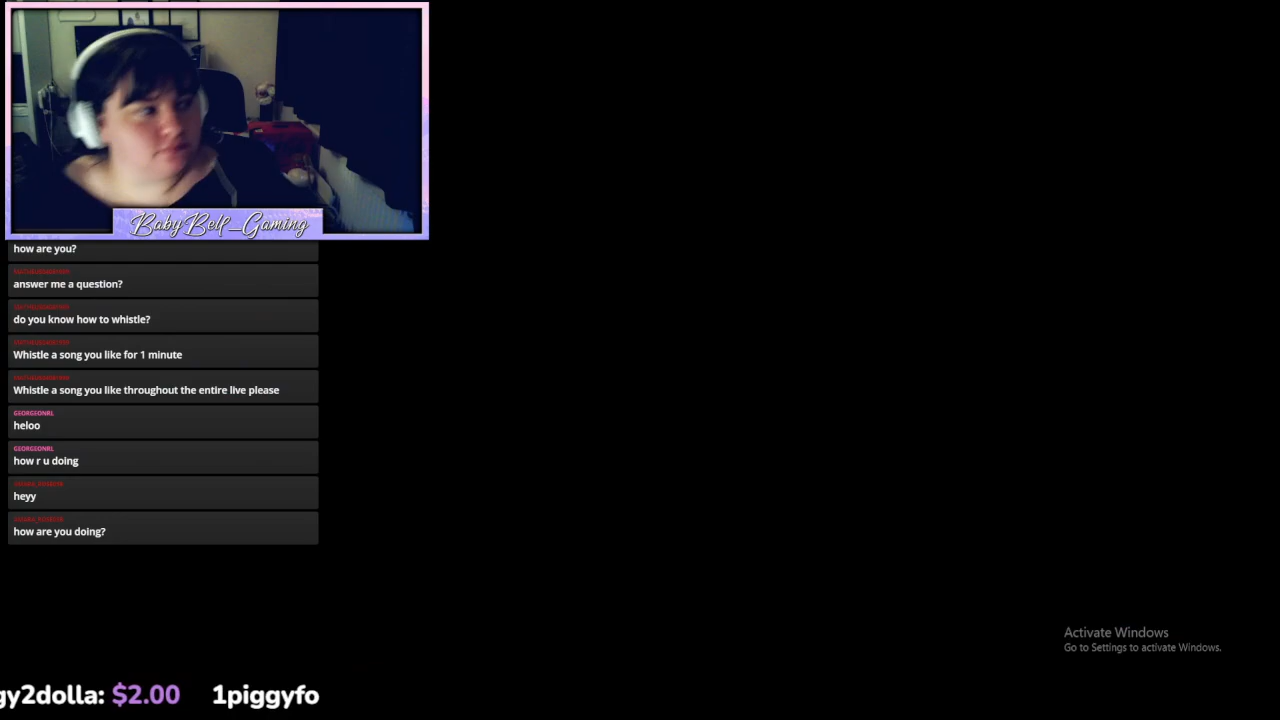 BabyBelf_Gaming
how are you?
answer me a question?
do you know how to whistle?
Whistle a song you like for 1 minute
Whistle a song you like throughout the entire live please
GEORGEONRL
heloo
GEORGEONRL
how r u doing
heyy
how are you doing?
Activate Windows
Go to Settings to activate Windows.
gy2dolla: $2.00 1piggyfo